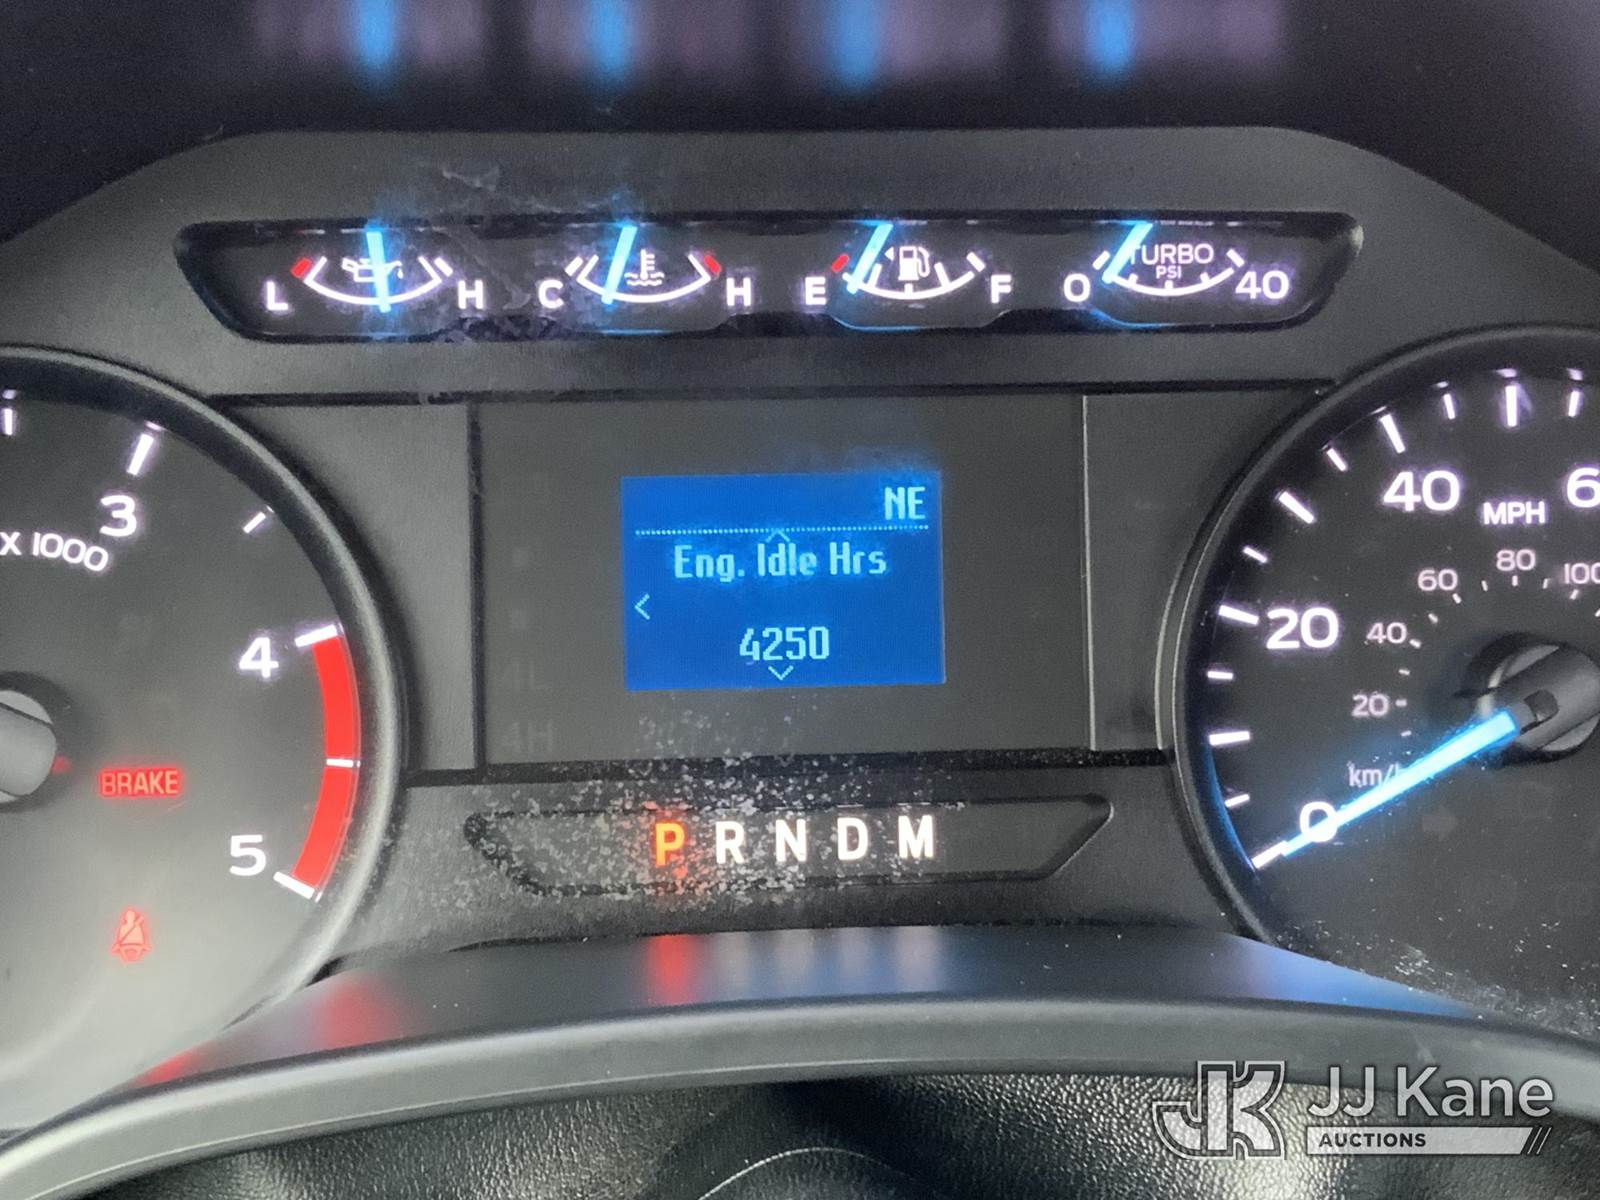 L H C H E F O TURBO PSI 40
NE
Eng. Idle Hrs
<
4250
3
X 1000
4
5
BRAKE
P R N D M
40
MPH
20
0
80
60
100
40
20
km/h
JK JJ Kane
AUCTIONS